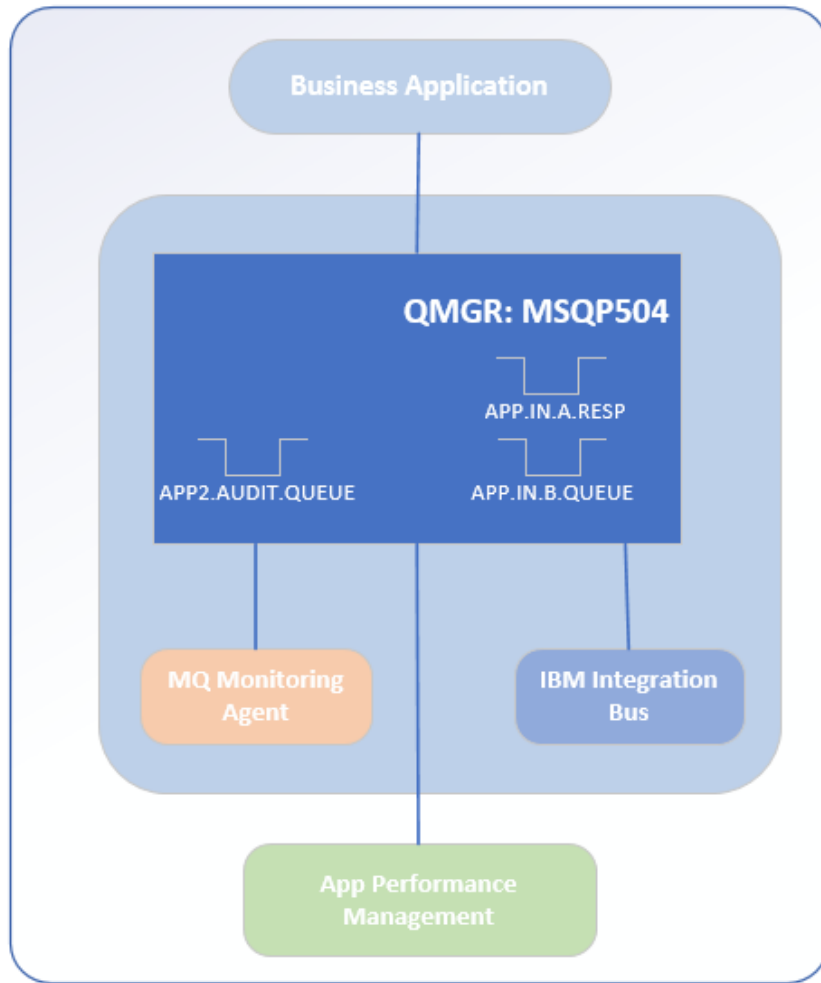 Business Application
QMGR: MSQP504
APP.IN.A.RESP
APP2.AUDIT.QUEUE
APP.IN.B.QUEUE
MQ Monitoring
Agent
IBM Integration
Bus
App Performance
Management